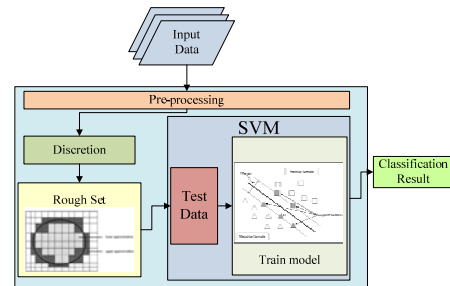 Input
Data
Pre-processing
SVM
Discretion
Classification
Result
Rough Set
Test
Data
Train model